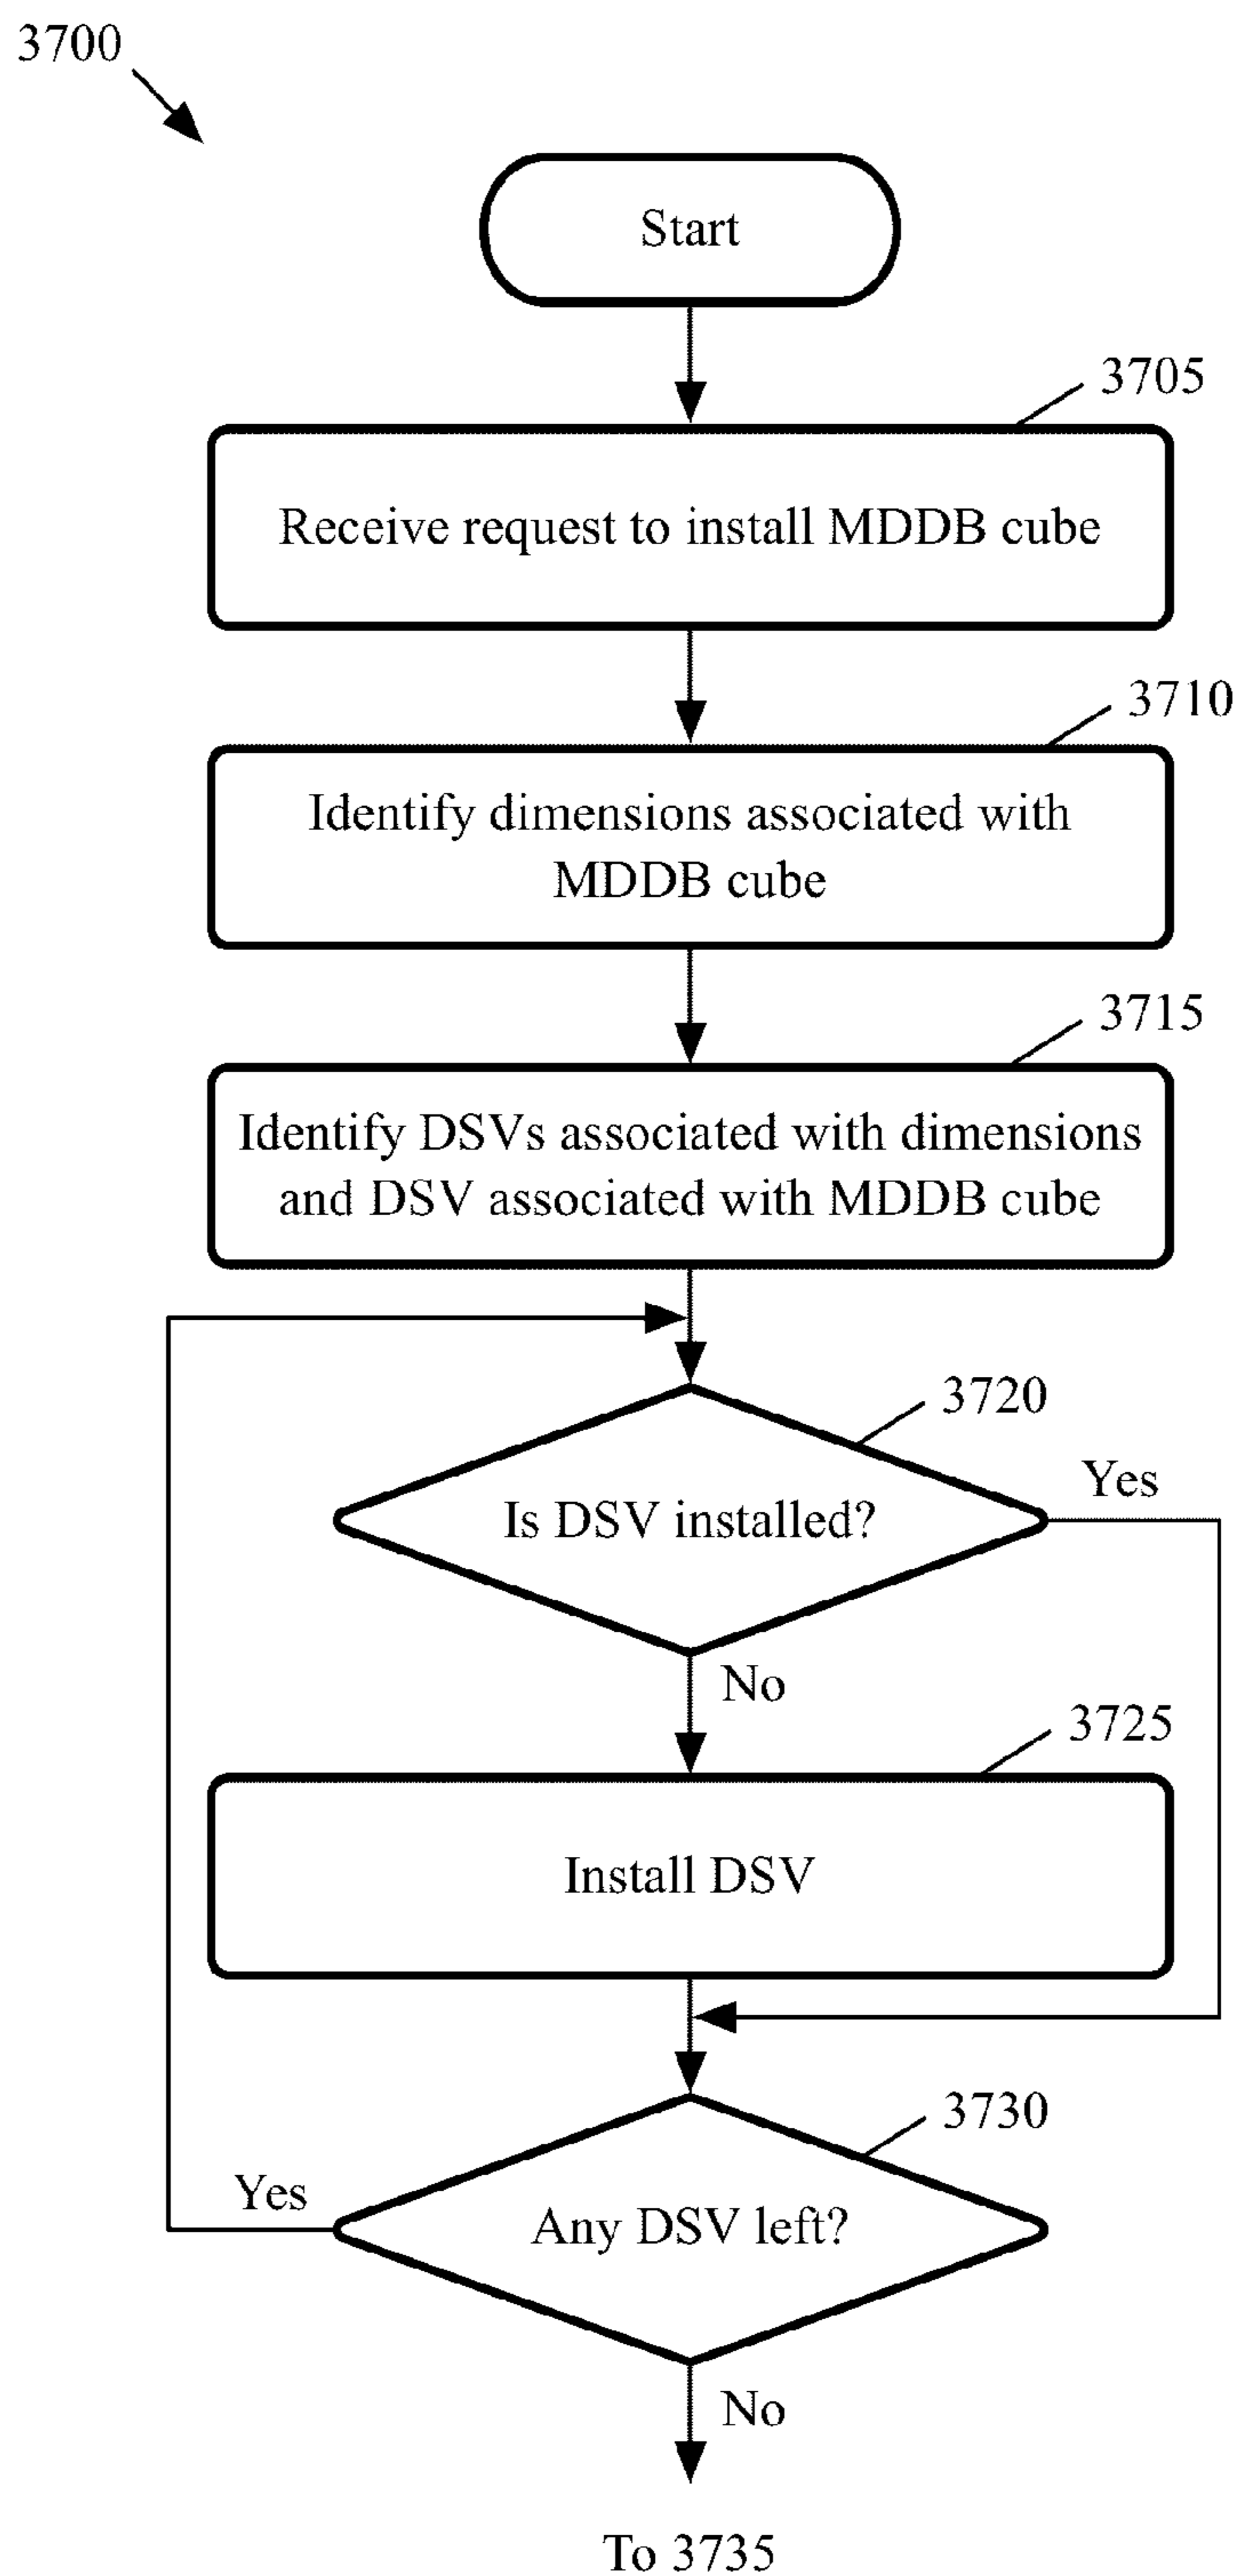 3700
Start
3705
Receive request to install MDDB cube
3710
Identify dimensions associated with
MDDB cube
3715
Identify DSVs associated with dimensions
and DSV associated with MDDB cube
3720
Is DSV installed?
Yes
No
3725
Install DSV
3730
Any DSV left?
Yes
No
To 3735